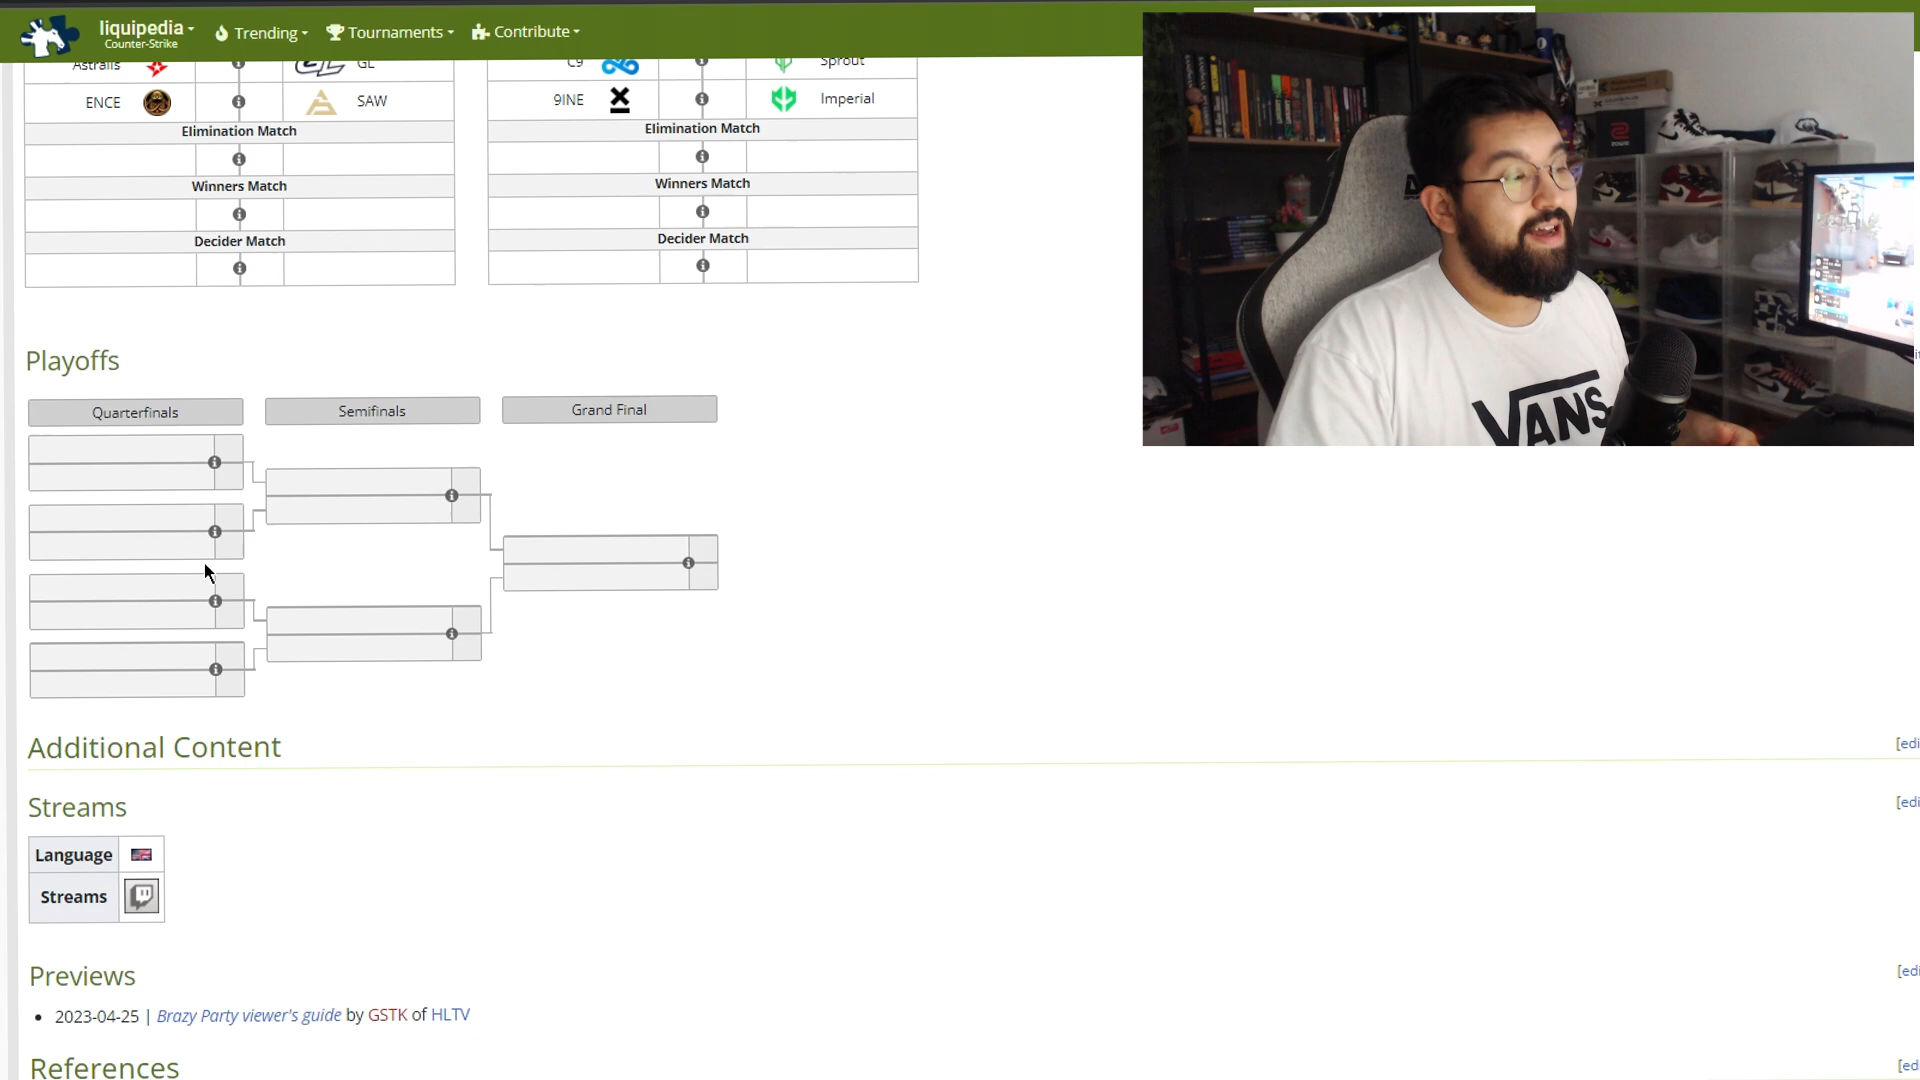 liquipedia
Counter-Strike
Trending
Tournaments
Contribute
Astralis GL
ENCE SAW
Elimination Match
Winners Match
Decider Match
C9 Sprout
9INE Imperial
Elimination Match
Winners Match
Decider Match
Playoffs
Quarterfinals Semifinals Grand Final
Additional Content
[edi
Streams
[edi
Language
Streams
Previews
[edi
2023-04-25 | Brazy Party viewer's guide by GSTK of HLTV
References
[edi
VANS